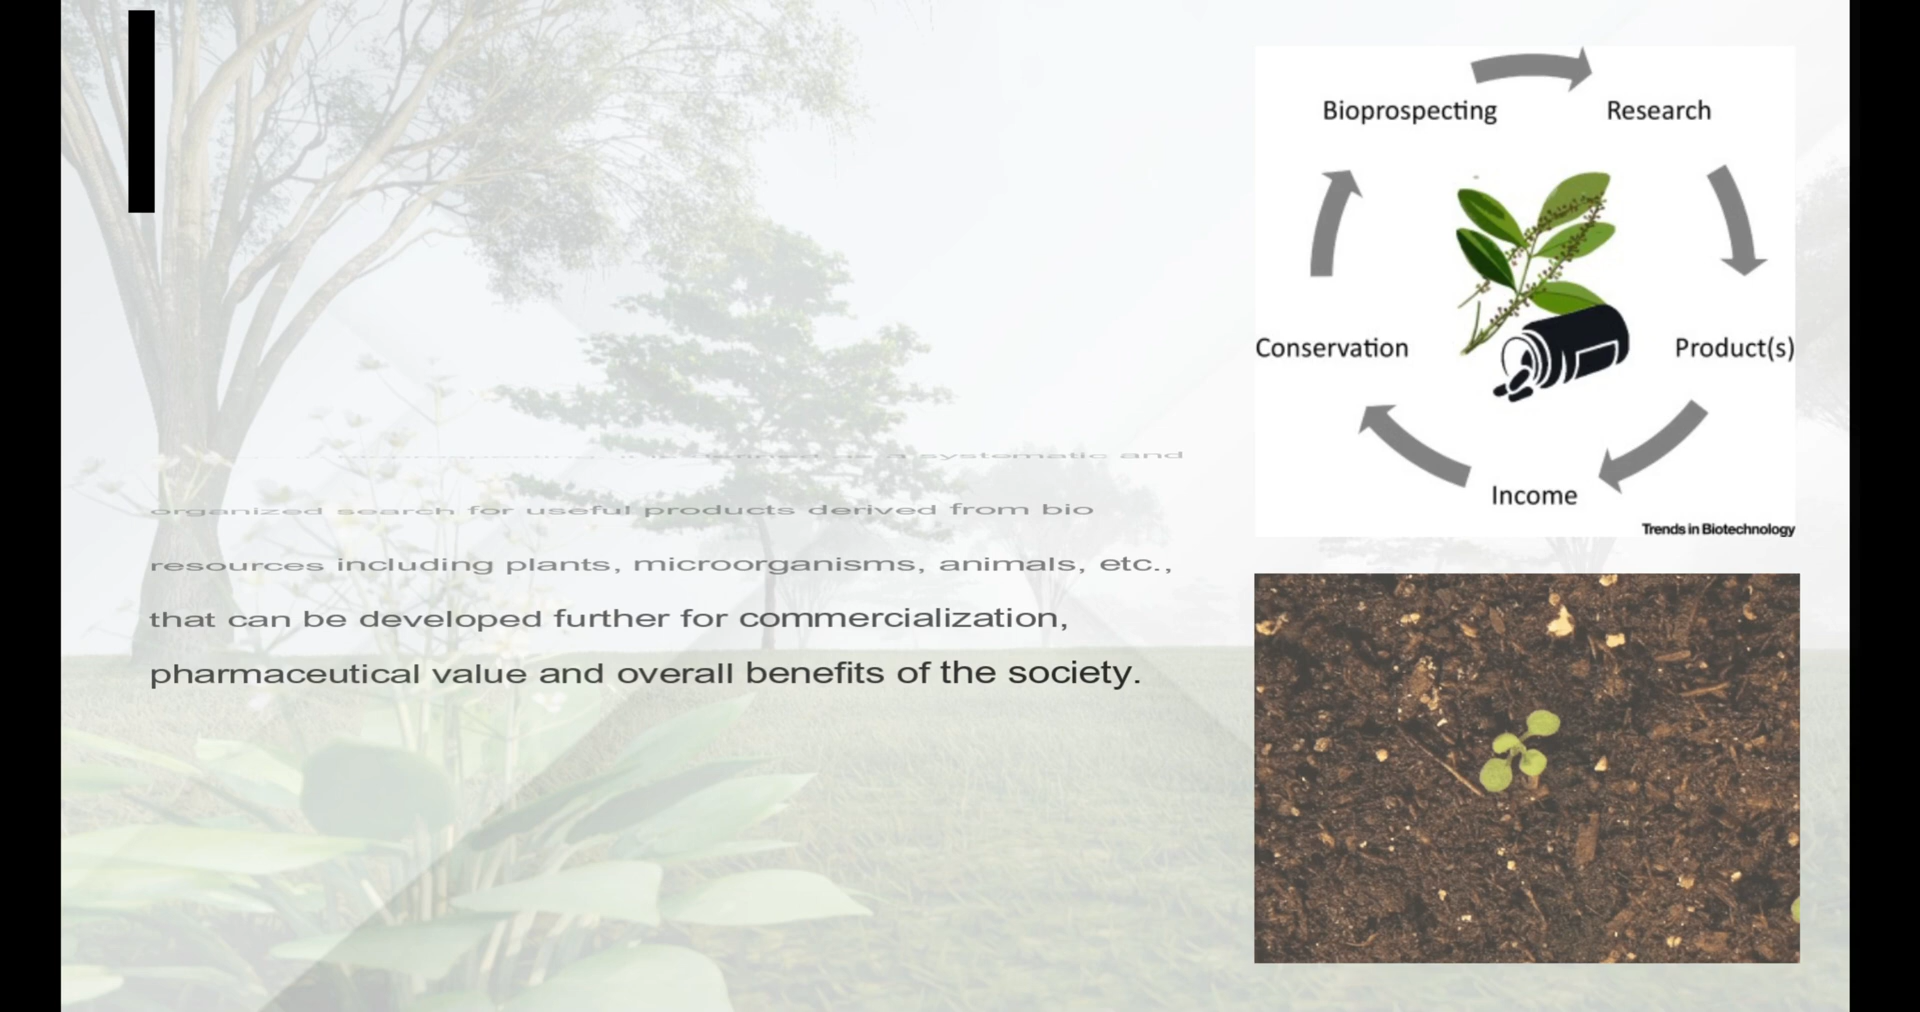 a systematic and
organized search for useful products derived from bio
resources including plants, microorganisms, animals, etc.,
that can be developed further for commercialization,
pharmaceutical value and overall benefits of the society.
Bioprospecting
Research
Conservation
Product(s)
Income
Trends in Biotechnology